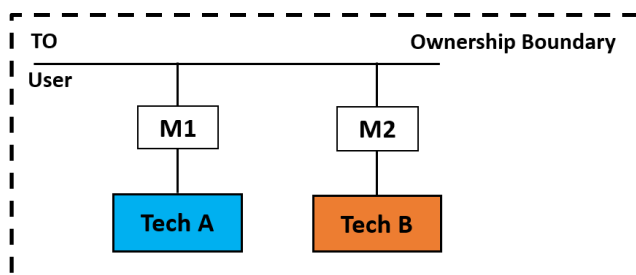 TO
Ownership Boundary
User
M1
M2
Tech A
Tech B